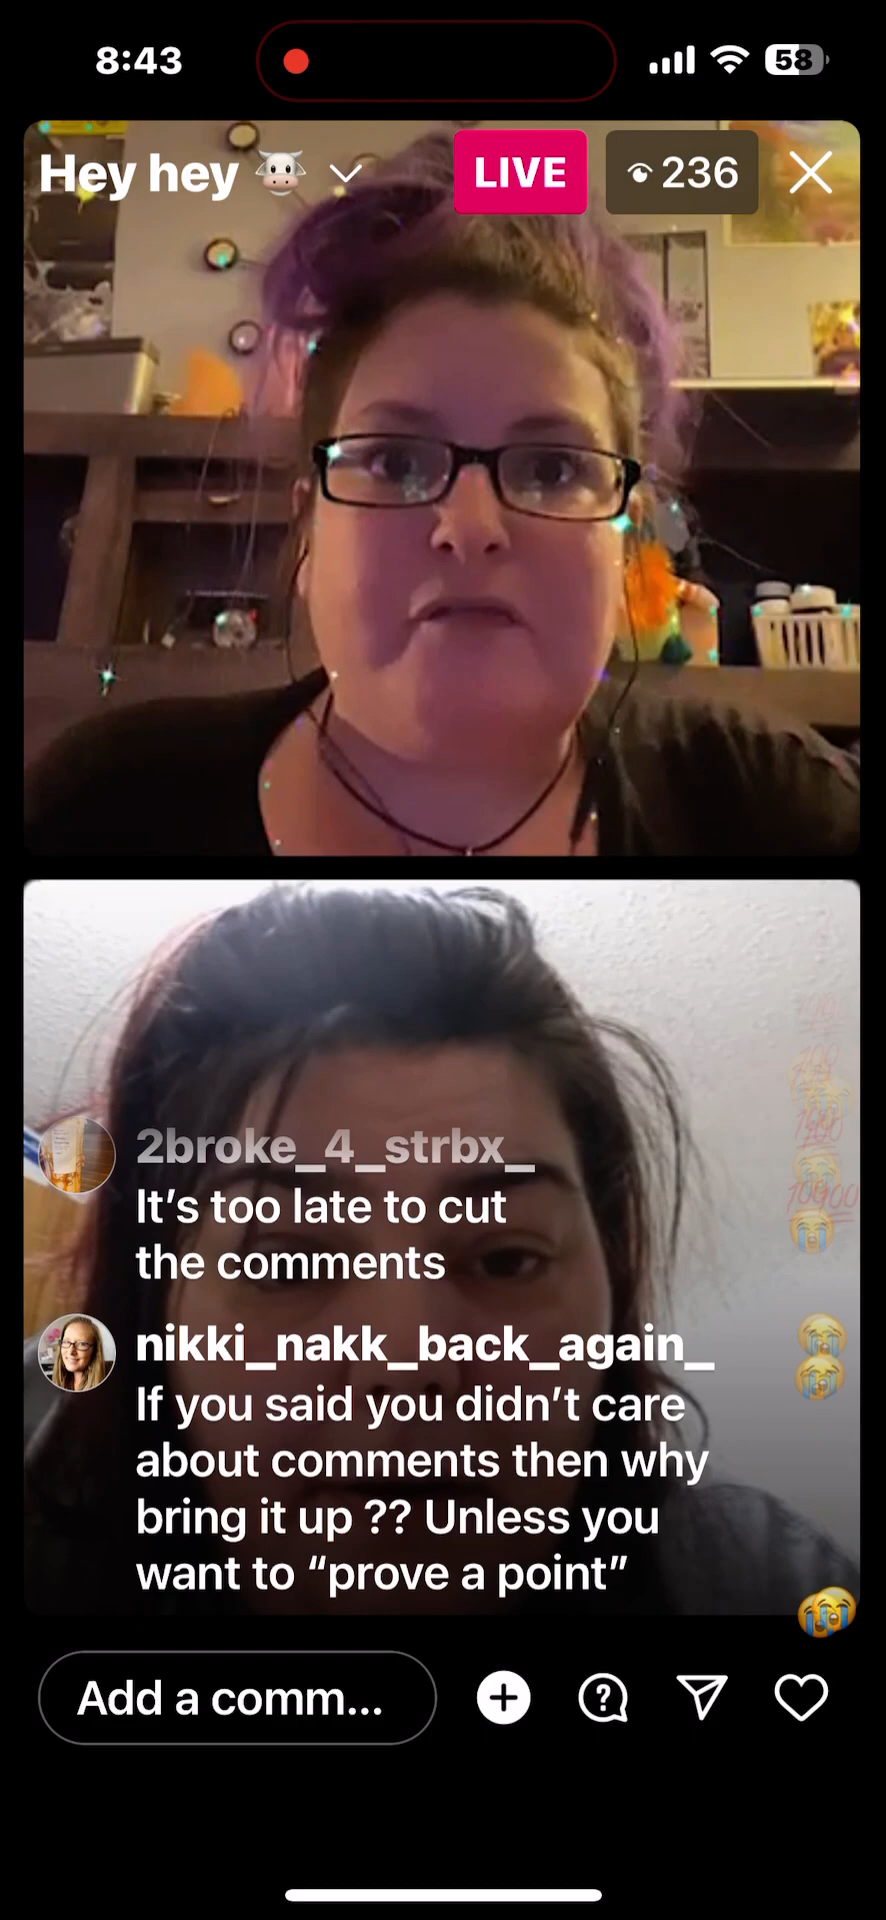 8:43
58
Hey hey 🐮
LIVE
236
2broke_4_strbx_
It's too late to cut
the comments
nikki_nakk_back_again_
If you said you didn't care
about comments then why
bring it up ?? Unless you
want to “prove a point”
Add a comm...